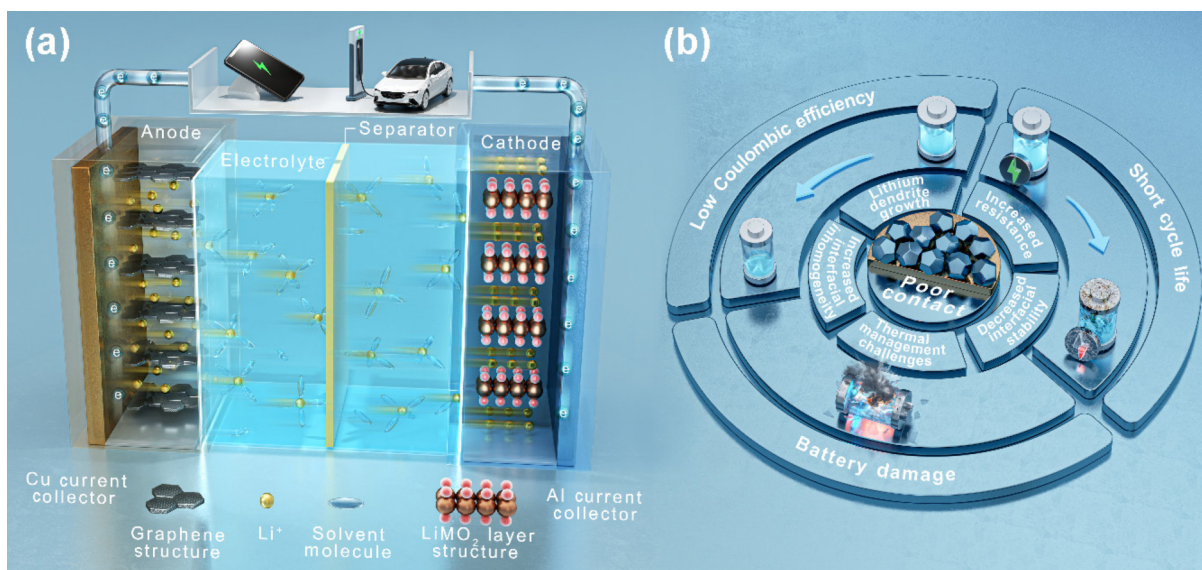 (a)
Anode
Separator
Cathode
Electrolyte
e
Cu current
collector
Graphene
structure
Li⁺
Solvent
molecule
LiMO₂ layer
structure
Al current
collector
(b)
Low Coulombic efficiency
Short cycle life
Battery damage
Lithium
dendrite
growth
Increased
resistance
Increased
interfacial
inhomogeneity
Decreased
interfacial
stability
Thermal
management
challenges
Poor
contact